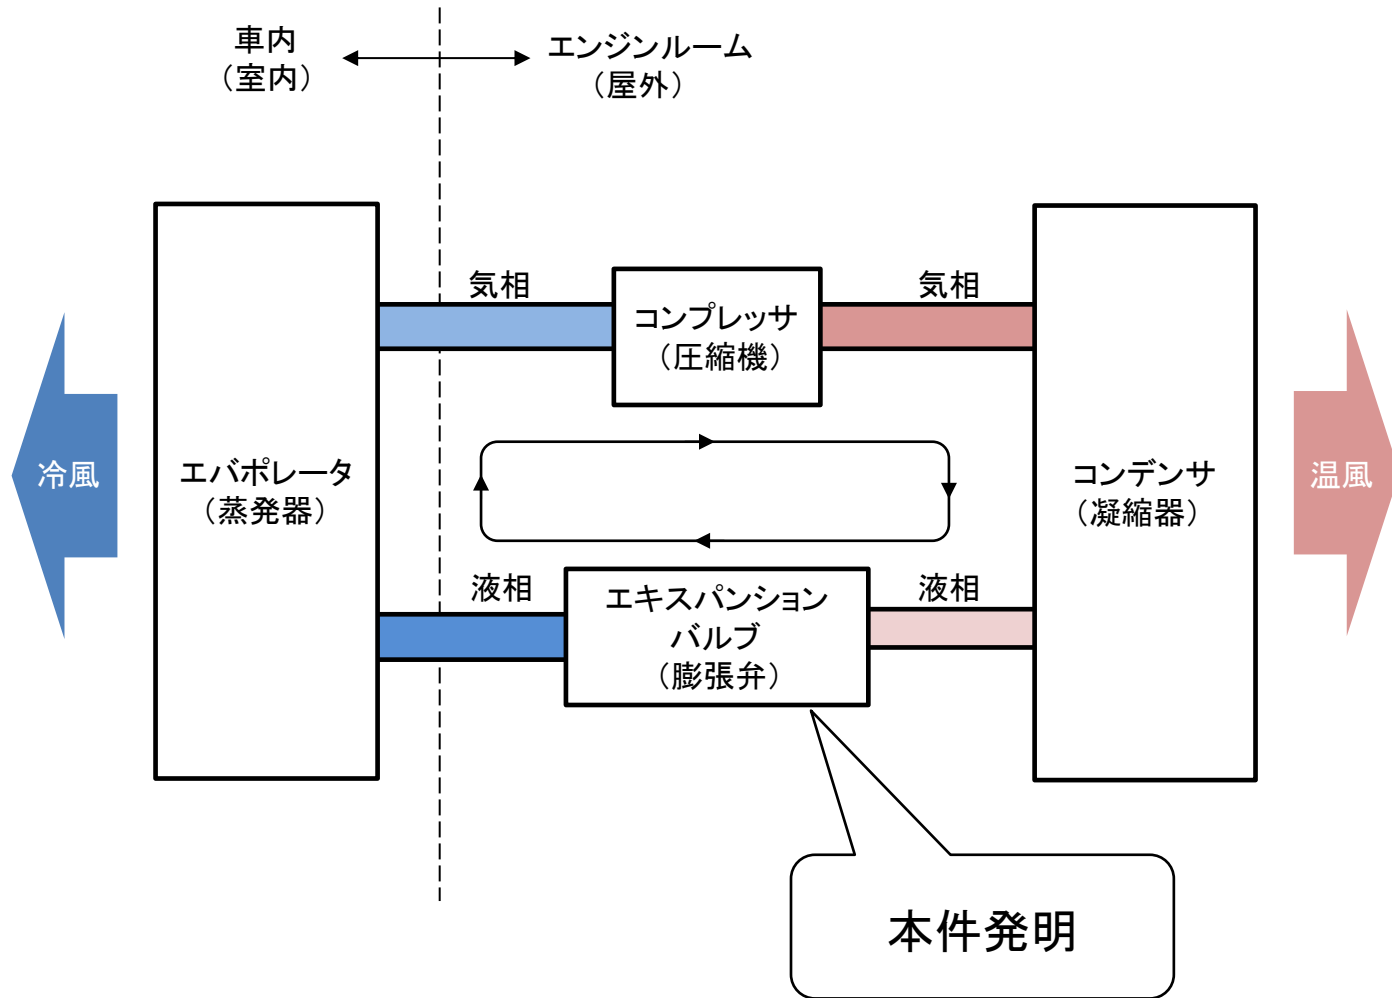 車内
（室内）
エンジンルーム
（屋外）
気相
コンプレッサ
（圧縮機）
気相
冷風
エバポレータ
（蒸発器）
コンデンサ
（凝縮器）
温風
液相
エキスパンション
バルブ
（膨張弁）
液相
本件発明